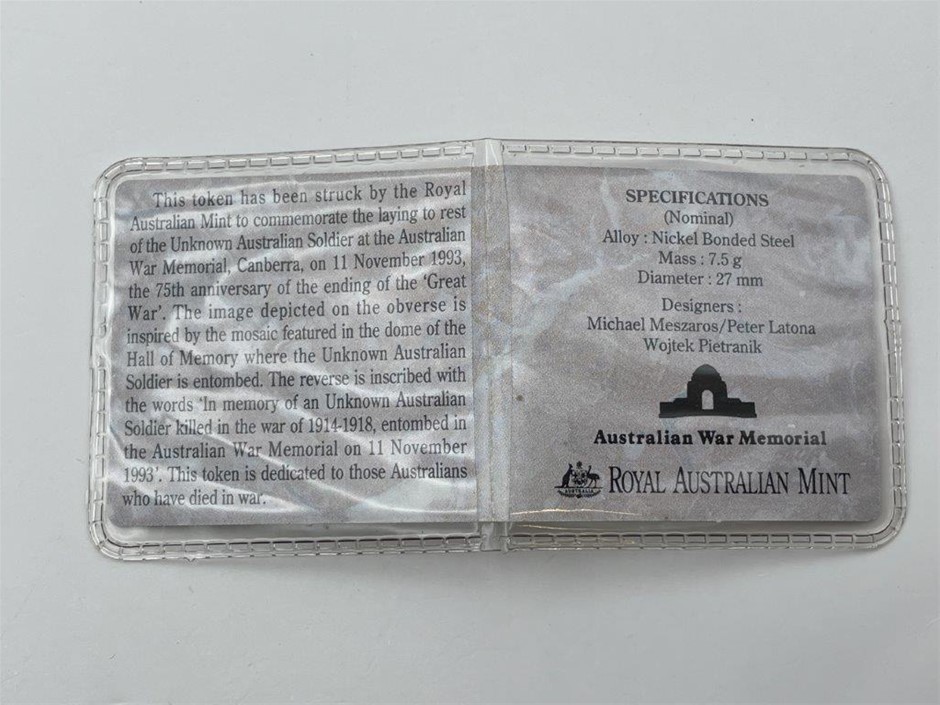 This token has been struck by the Royal
Australian Mint to commemorate the laying to rest
of the Unknown Australian Soldier at the Australian
War Memorial, Canberra, on 11 November 1993,
the 75th anniversary of the ending of the ‘Great
War’. The image depicted on the obverse is
inspired by the mosaic featured in the dome of the
Hall of Memory where the Unknown Australian
Soldier is entombed. The reverse is inscribed with
the words ‘In memory of an Unknown Australian
Soldier killed in the war of 1914-1918, entombed in
the Australian War Memorial on 11 November
1993’. This token is dedicated to those Australians
who have died in war.
SPECIFICATIONS
(Nominal)
Alloy : Nickel Bonded Steel
Mass : 7.5 g
Diameter : 27 mm
Designers :
Michael Meszaros/Peter Latona
Wojtek Pietranik
Australian War Memorial
AUSTRALIA
ROYAL AUSTRALIAN MINT